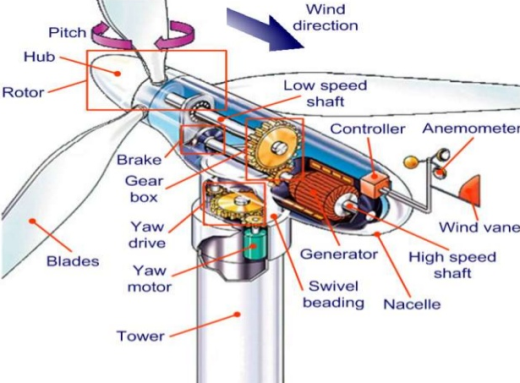 Pitch
Wind
direction
Hub
Rotor
Low speed
shaft
Controller
Anemometer
Brake
Gear
box
Yaw
drive
Wind vane
Blades
Generator
High speed
shaft
Yaw
motor
Swivel
beading
Nacelle
Tower